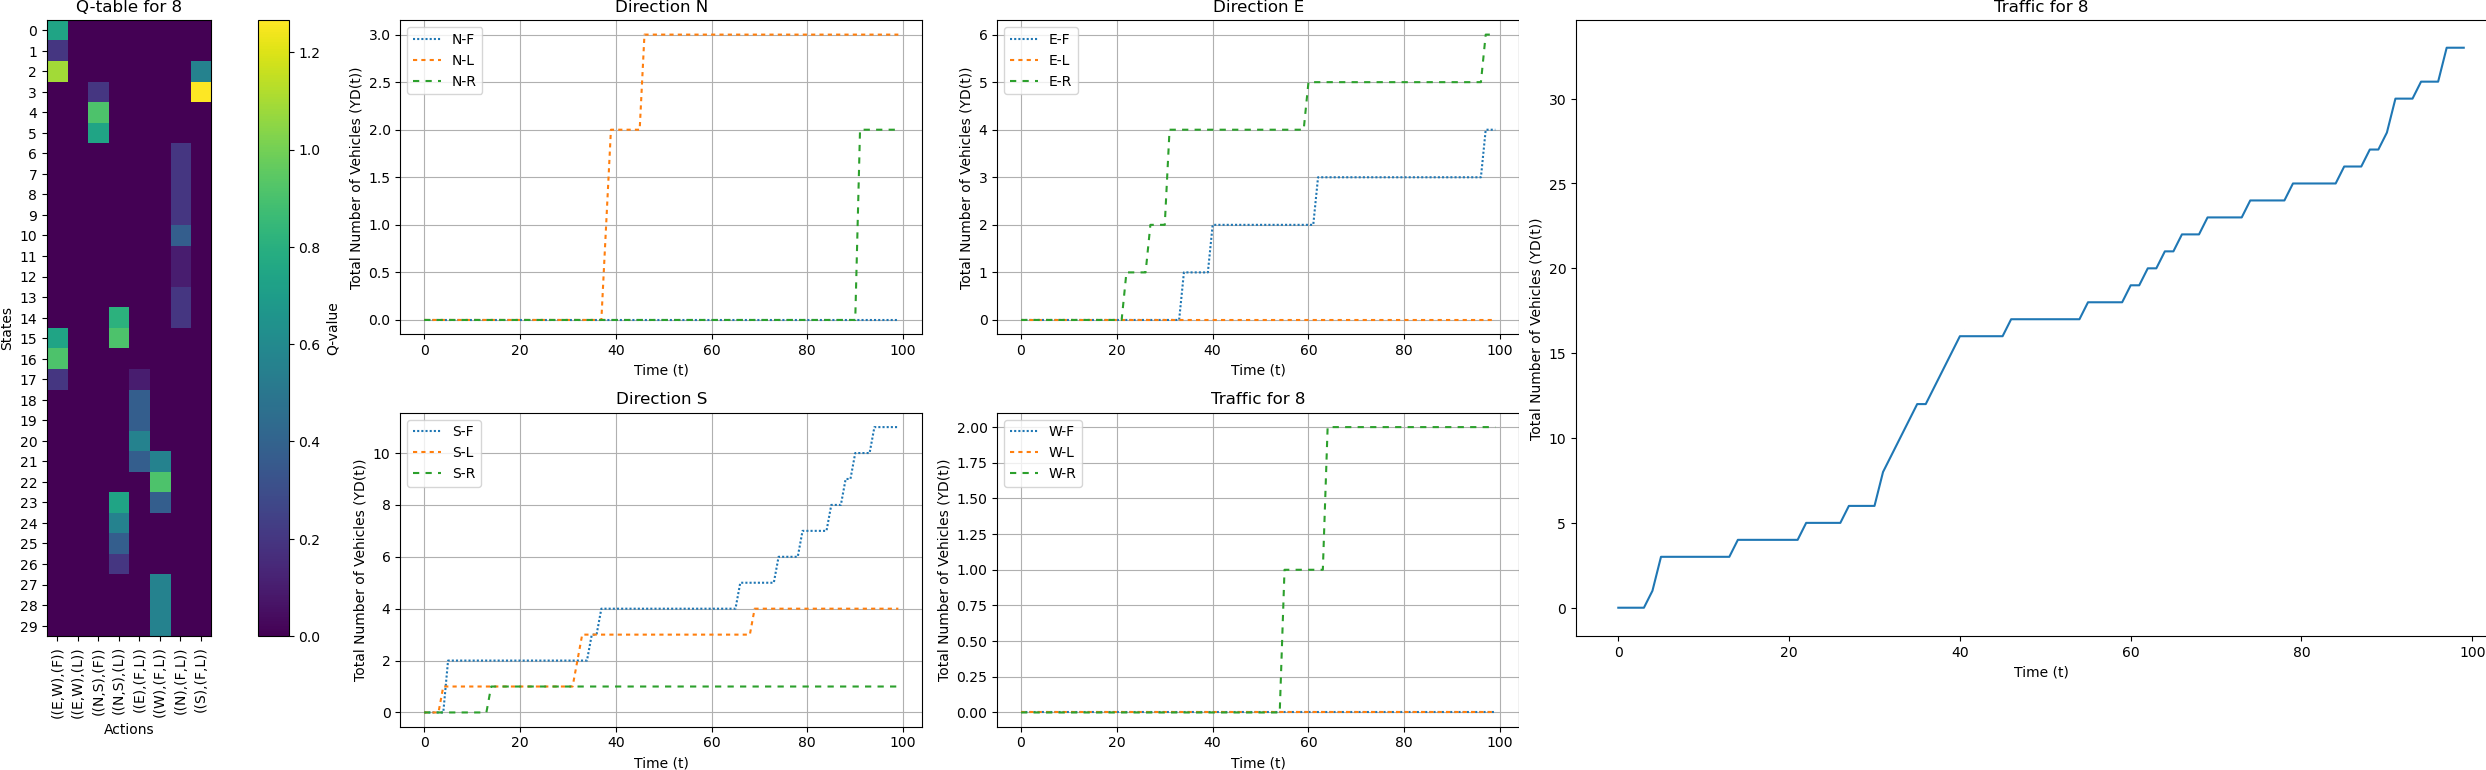 Q-table for 8
0
1
2
3
4
5
6
7
8
9
10
11
12
13
14
15
16
17
18
19
20
21
22
23
24
25
26
27
28
29
States
((E,W),(F))
((E,W),(L))
((N,S),(F))
((N,S),(L))
((E),(F,L))
((W),(F,L))
((N),(F,L))
((S),(F,L))
Actions
1.2
1.0
0.8
0.6
0.4
0.2
0.0
Q-value
Direction N
N-F
N-L
N-R
3.0
2.5
2.0
1.5
1.0
0.5
0.0
Total Number of Vehicles (YD(t))
0 20 40 60 80 100
Time (t)
Direction E
E-F
E-L
E-R
6
5
4
3
2
1
0
Total Number of Vehicles (YD(t))
0 20 40 60 80 100
Time (t)
Direction S
S-F
S-L
S-R
10
8
6
4
2
0
Total Number of Vehicles (YD(t))
0 20 40 60 80 100
Time (t)
Traffic for 8
W-F
W-L
W-R
2.00
1.75
1.50
1.25
1.00
0.75
0.50
0.25
0.00
Total Number of Vehicles (YD(t))
0 20 40 60 80 100
Time (t)
Traffic for 8
30
25
20
15
10
5
0
Total Number of Vehicles (YD(t))
0 20 40 60 80 100
Time (t)